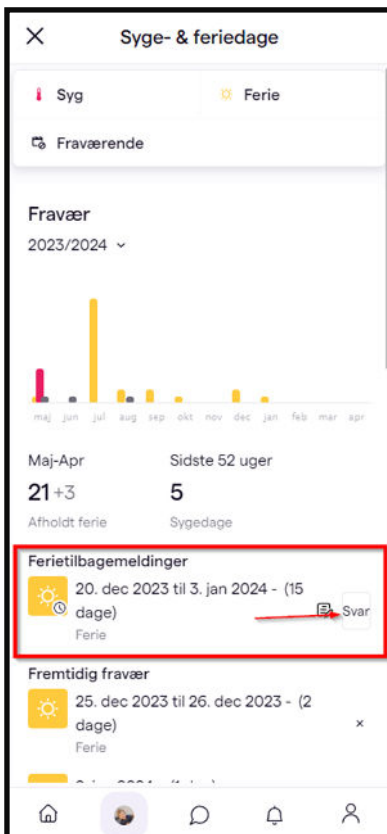 Syge- & feriedage
Syg
Ferie
Fraværende
Fravær
2023/2024
maj jun jul aug sep okt nov dec jan feb mar apr
Maj-Apr
Sidste 52 uger
21 +3
5
Afholdt ferie
Sygedage
Ferietilbagemeldinger
20. dec 2023 til 3. jan 2024 - (15
dage)
Svar
Ferie
Fremtidig fravær
25. dec 2023 til 26. dec 2023 - (2
dage)
Ferie